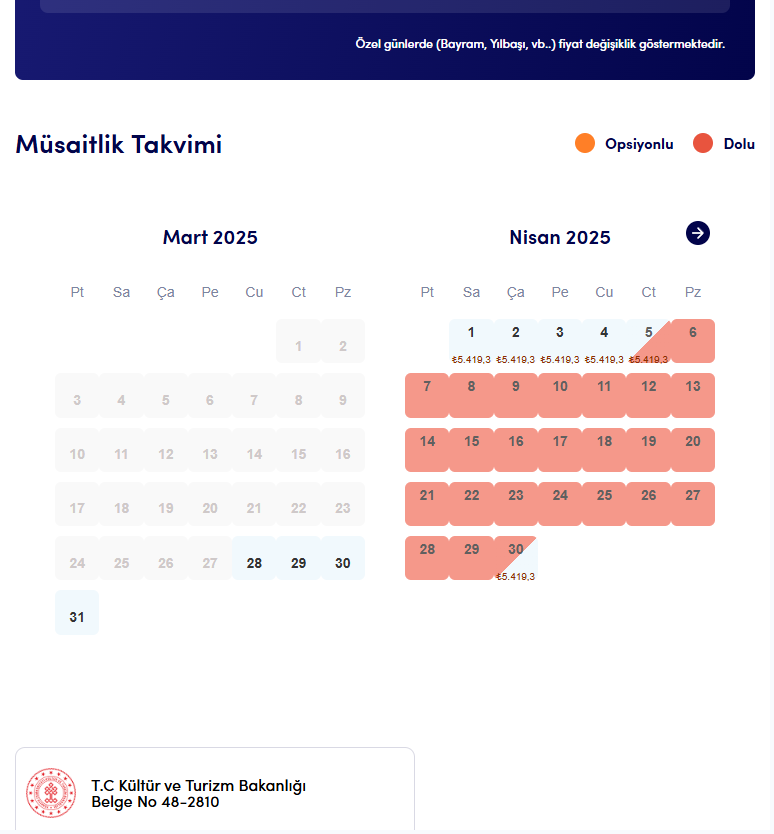 Özel günlerde (Bayram, Yılbaşı, vb..) fiyat değişiklik göstermektedir.
Müsaitlik Takvimi
Opsiyonlu
Dolu
Mart 2025
Pt Sa Ça Pe Cu Ct Pz
1 2
3 4 5 6 7 8 9
10 11 12 13 14 15 16
17 18 19 20 21 22 23
24 25 26 27 28 29 30
31
Nisan 2025
Pt Sa Ça Pe Cu Ct Pz
1 2 3 4 5 6
₺5.419,3 ₺5.419,3 ₺5.419,3 ₺5.419,3 ₺5.419,3
7 8 9 10 11 12 13
14 15 16 17 18 19 20
21 22 23 24 25 26 27
28 29 30
₺5.419,3
T.C Kültür ve Turizm Bakanlığı
Belge No 48-2810